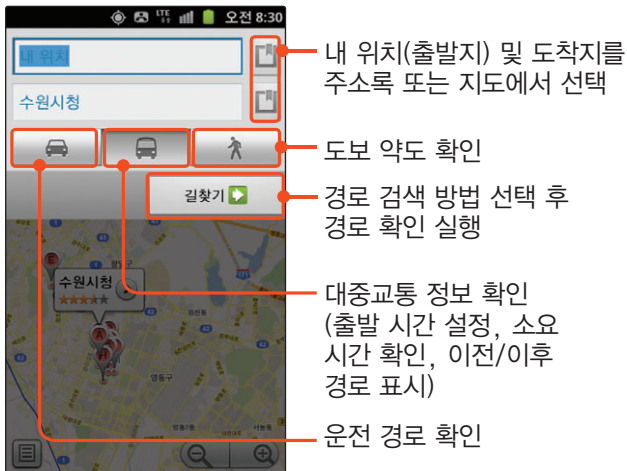 LTE 오전 8:30
내 위치
수원시청
길찾기
수원시청
영통구
내 위치(출발지) 및 도착지를
주소록 또는 지도에서 선택
도보 약도 확인
경로 검색 방법 선택 후
경로 확인 실행
대중교통 정보 확인
(출발 시간 설정, 소요
시간 확인, 이전/이후
경로 표시)
운전 경로 확인